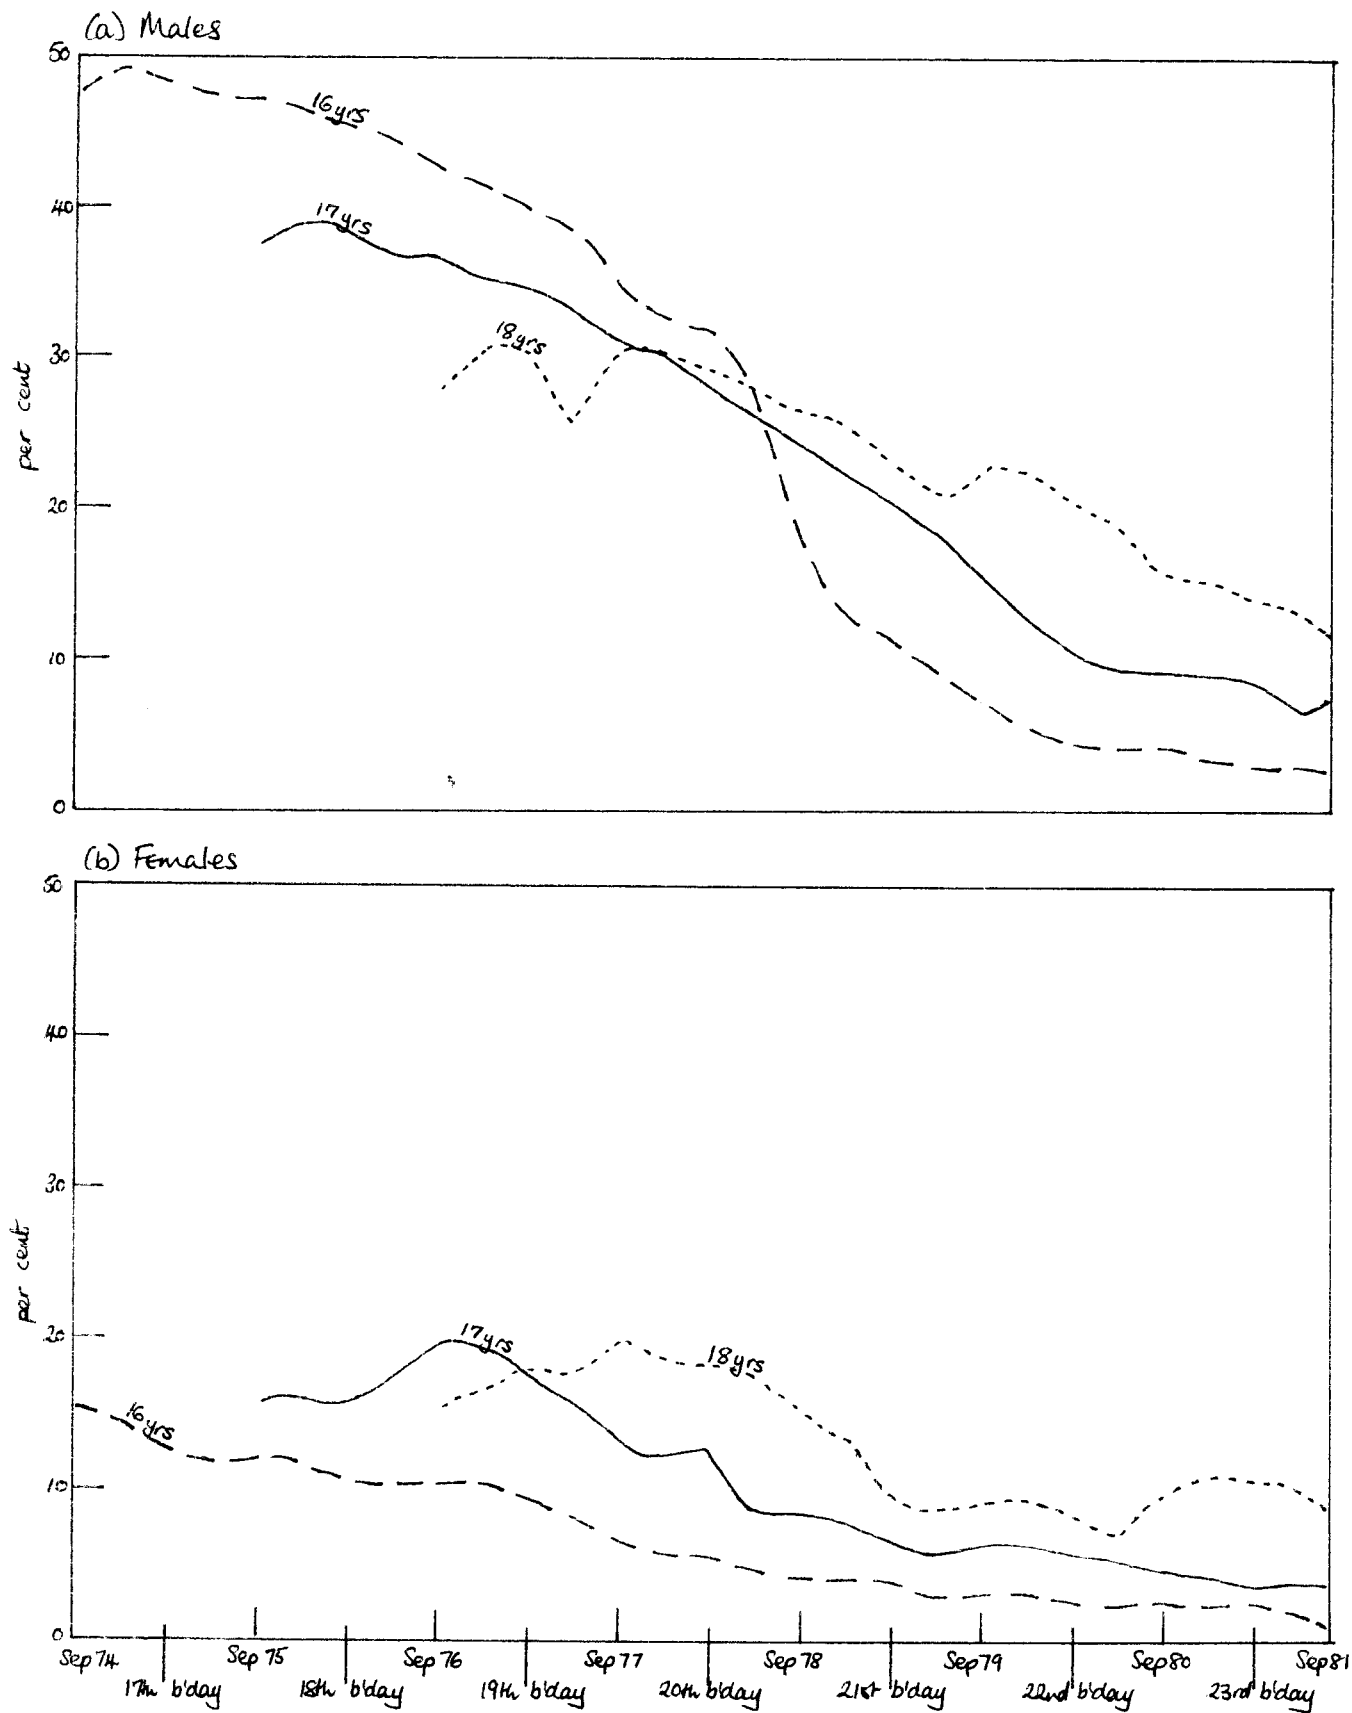 (a) Males
50
16yrs
40
17yrs
18yrs
30
per cent
20
10
0
(b) Females
50
40
30
per cent
20
17yrs
18yrs
16yrs
10
0
Sep 74 Sep 75 Sep 76 Sep 77 Sep 78 Sep 79 Sep 80 Sep 81
17th b'day 18th b'day 19th b'day 20th b'day 21st b'day 22nd b'day 23rd b'day